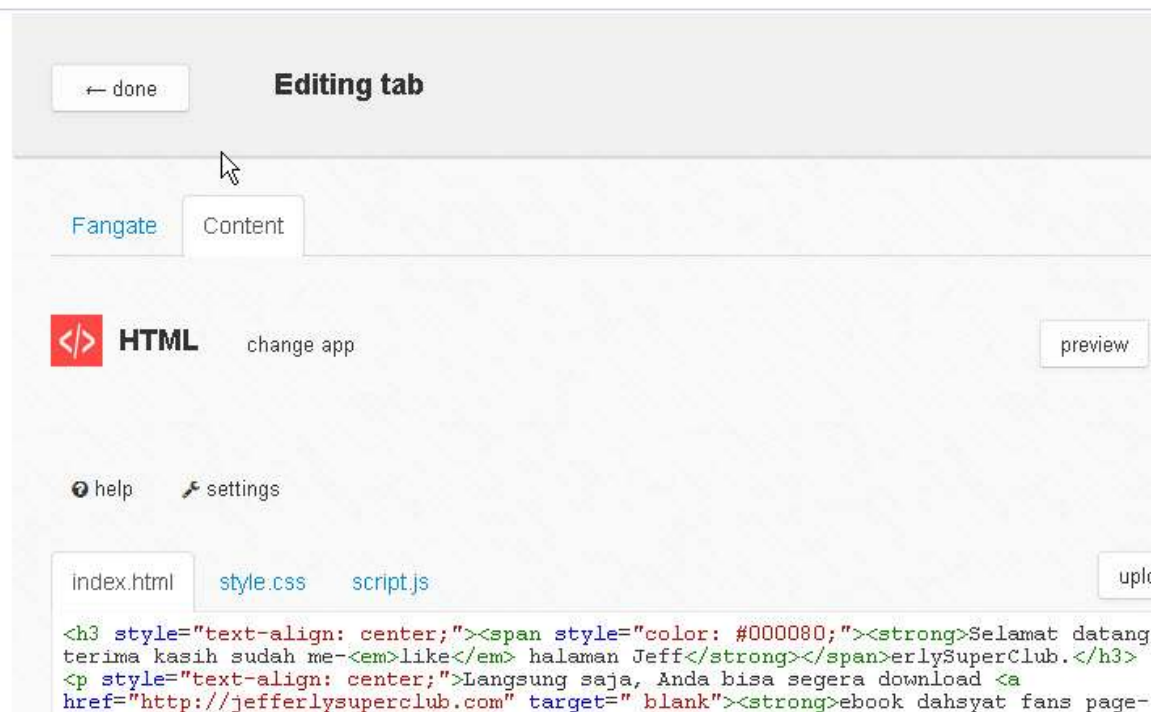 ← done
Editing tab
Fangate Content
</> HTML change app preview
help settings
index.html style.css script.js
<h3 style="text-align: center;"><span style="color: #000080;"><strong>Selamat datang
terima kasih sudah me-<em>like</em> halaman Jeff</strong></span>erlySuperClub.</h3>
<p style="text-align: center;">Langsung saja, Anda bisa segera download <a
href="http://jefferlysuperclub.com" target="_blank"><strong>ebook dahsyat fans page-